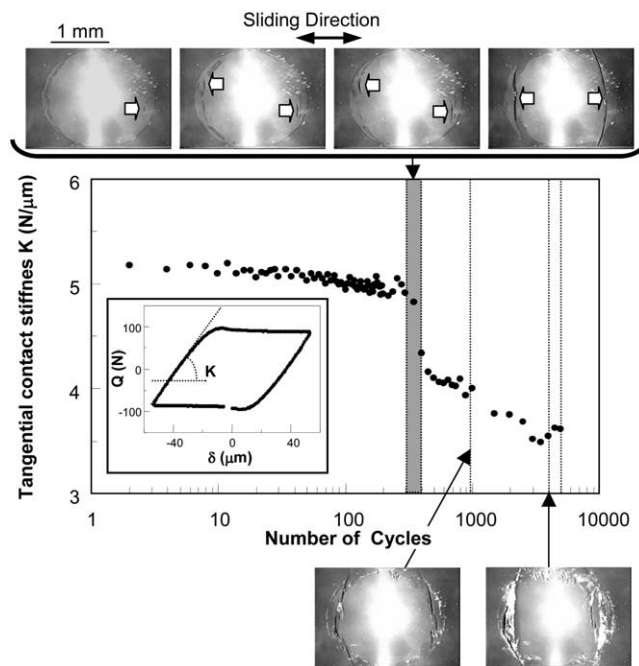 Sliding Direction
1 mm
6
5
4
3
Tangential contact stiffnes K (N/μm)
100
0
-100
Q (N)
K
-40
0
40
δ (μm)
1
10
100
1000
10000
Number of Cycles